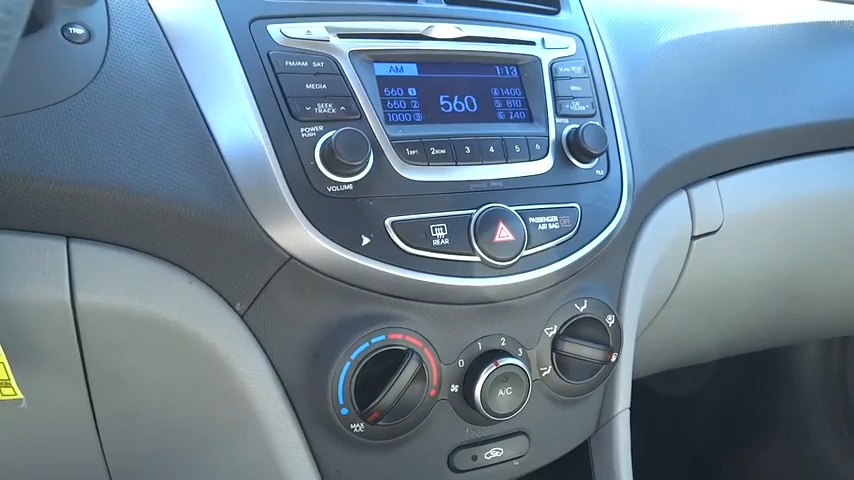 TRIP
FM/AM SAT
MEDIA
SEEK
TRACK
POWER
PUSH
VOLUME
AM 1:13
560 1 4 1400
650 2 560 5 810
1000 3 6 740
1 RPT 2 RDM 3 4 5 6
MENU
ENTER
FILE
REAR
PASSENGER
AIR BAG OFF
0 1 2 3
A/C
MAX
A/C